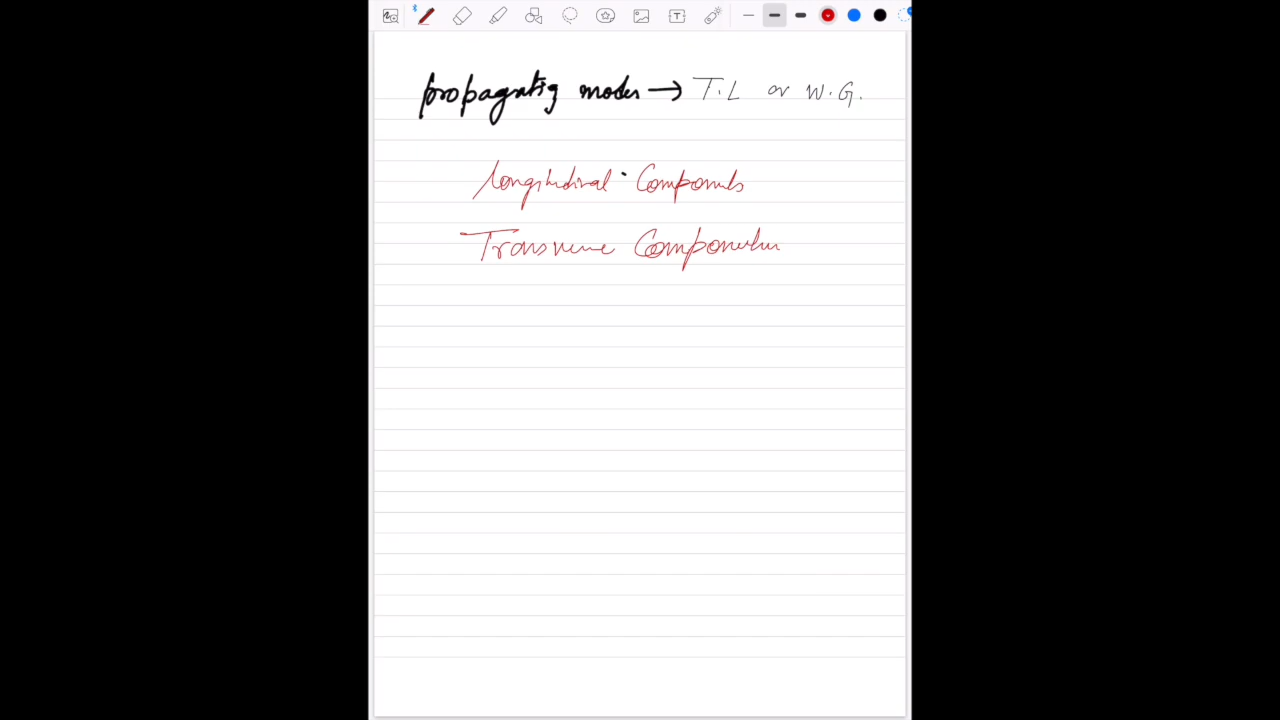 propagating modes → T.L or W.G.
Longitudinal Components
Transverse Components